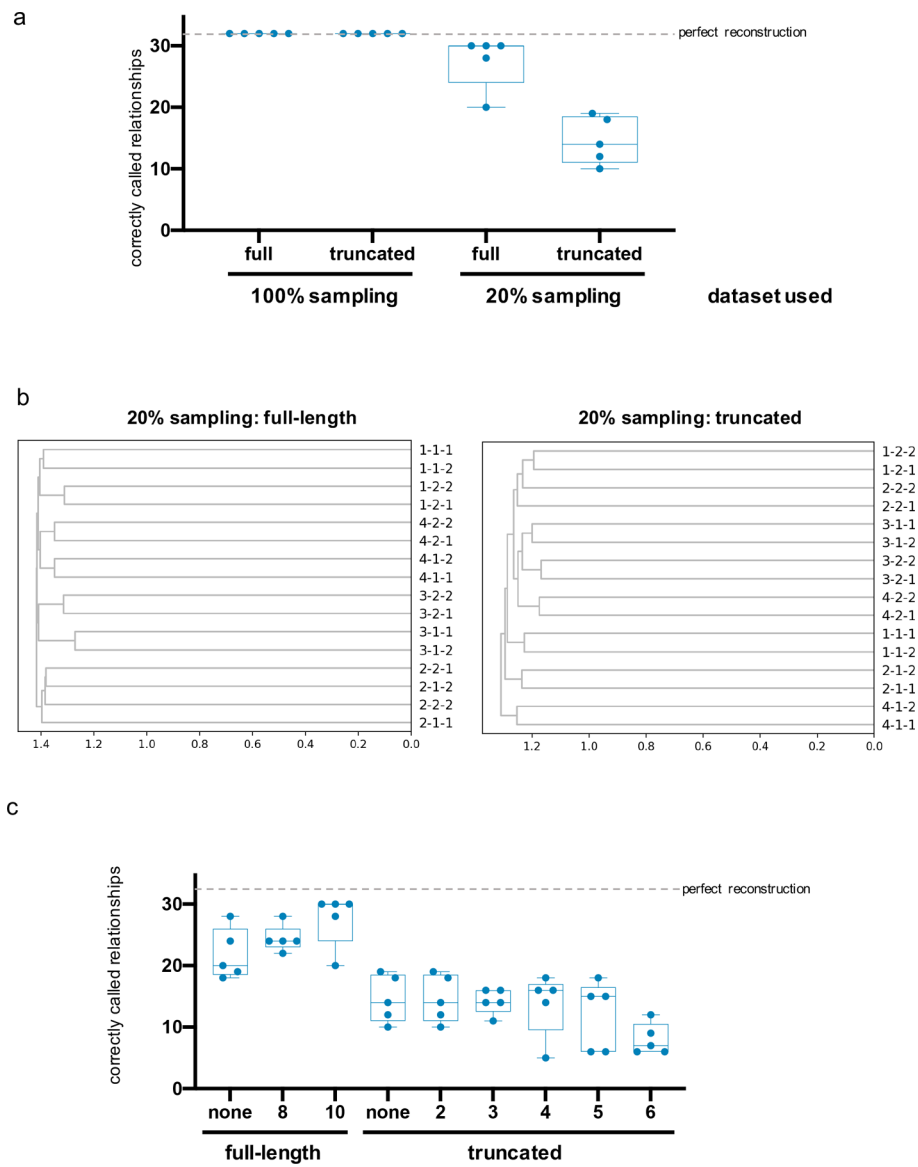 a
perfect reconstruction
30
20
10
0
correctly called relationships
full truncated full truncated
100% sampling 20% sampling dataset used
b
20% sampling: full-length
1-1-1
1-1-2
1-2-2
1-2-1
4-2-2
4-2-1
4-1-2
4-1-1
3-2-2
3-2-1
3-1-1
3-1-2
2-2-1
2-1-2
2-2-2
2-1-1
1.4 1.2 1.0 0.8 0.6 0.4 0.2 0.0
20% sampling: truncated
1-2-2
1-2-1
2-2-2
2-2-1
3-1-1
3-1-2
3-2-2
3-2-1
4-2-2
4-2-1
1-1-1
1-1-2
2-1-2
2-1-1
4-1-2
4-1-1
1.2 1.0 0.8 0.6 0.4 0.2 0.0
c
perfect reconstruction
30
20
10
0
correctly called relationships
none 8 10 none 2 3 4 5 6
full-length truncated